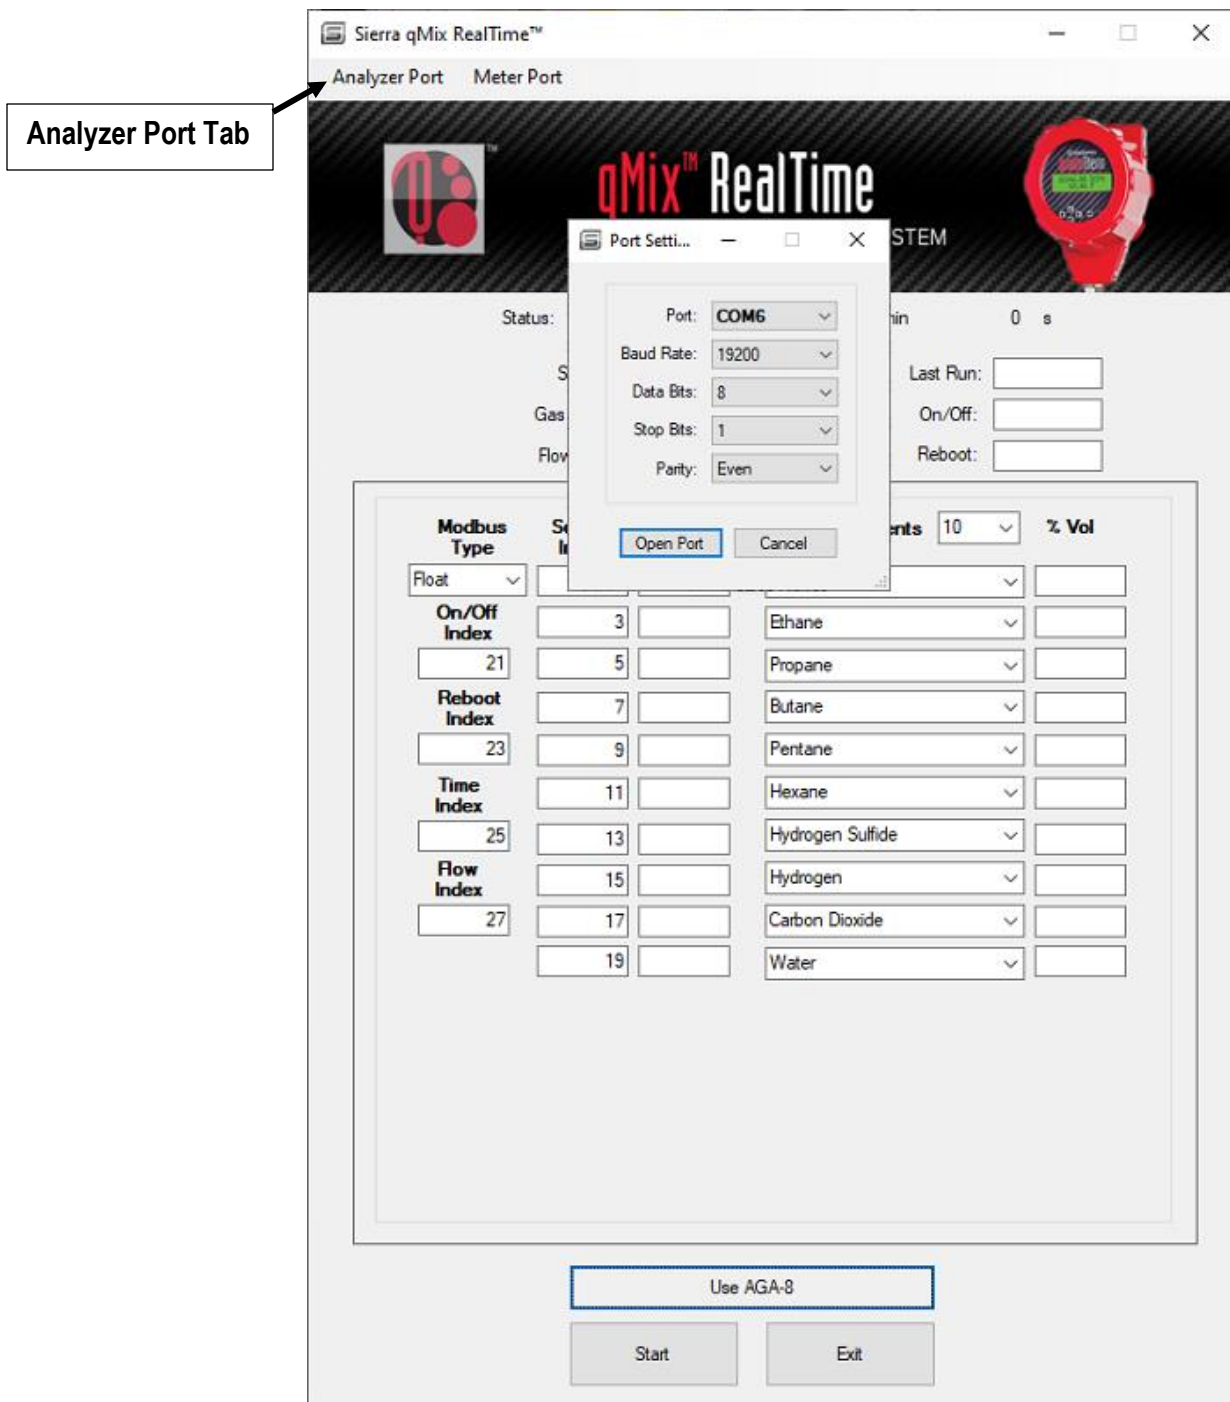 Sierra qMix RealTime™
Analyzer Port Meter Port
Analyzer Port Tab
qMix™ RealTime
STEM
Port Setti...
Status:
Port: COM6
0 s
Baud Rate: 19200
Last Run:
Data Bits: 8
Gas
On/Off:
Stop Bits: 1
Flow
Reboot:
Parity: Even
Open Port Cancel
Modbus
Type
10
% Vol
Float
On/Off
Index
3 Ethane
21
5 Propane
Reboot
Index
7 Butane
23
9 Pentane
Time
Index
11 Hexane
25
13 Hydrogen Sulfide
Flow
Index
15 Hydrogen
27
17 Carbon Dioxide
19 Water
Use AGA-8
Start Exit